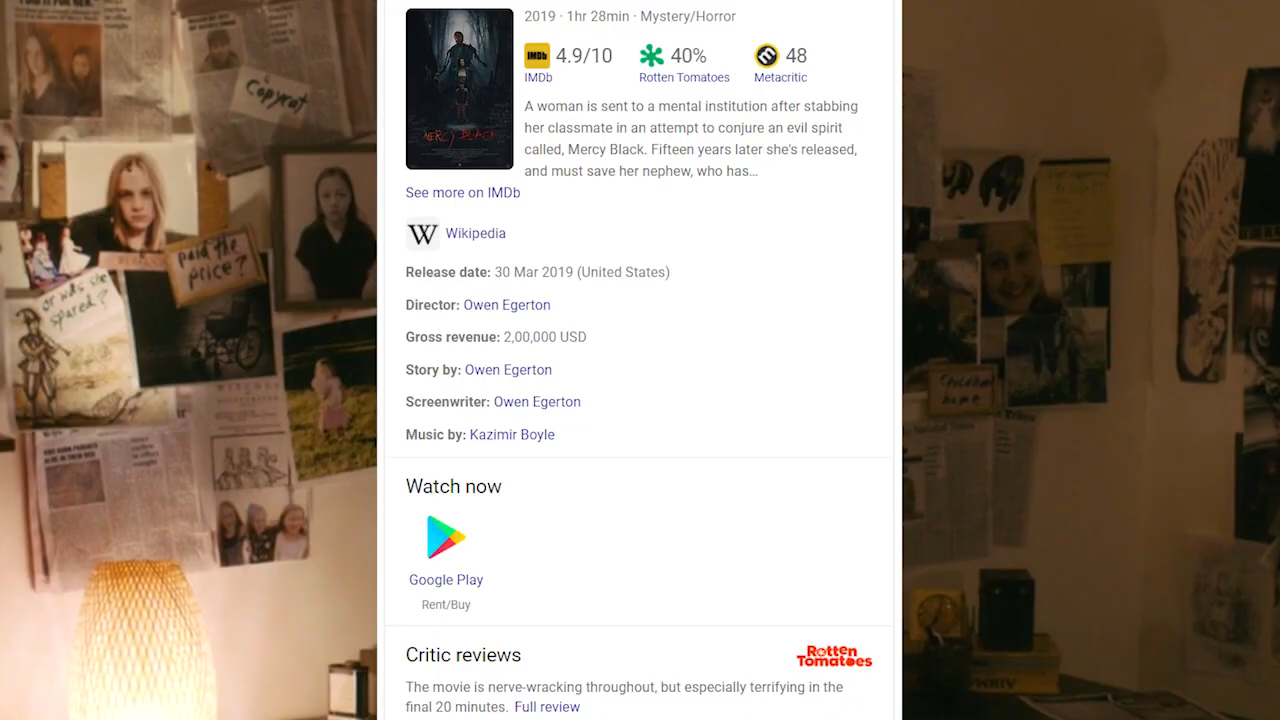 2019 · 1hr 28min · Mystery/Horror
IMDb
4.9/10
40%
48
IMDb
Rotten Tomatoes
Metacritic
A woman is sent to a mental institution after stabbing
her classmate in an attempt to conjure an evil spirit
called, Mercy Black. Fifteen years later she's released,
and must save her nephew, who has…
MERCY BLACK
See more on IMDb
W Wikipedia
Release date: 30 Mar 2019 (United States)
Director: Owen Egerton
Gross revenue: 2,00,000 USD
Story by: Owen Egerton
Screenwriter: Owen Egerton
Music by: Kazimir Boyle
Watch now
Google Play
Rent/Buy
Critic reviews
Rotten
Tomatoes
The movie is nerve-wracking throughout, but especially terrifying in the
final 20 minutes. Full review
Copycat
paid the
price?
or was she
spared?
home